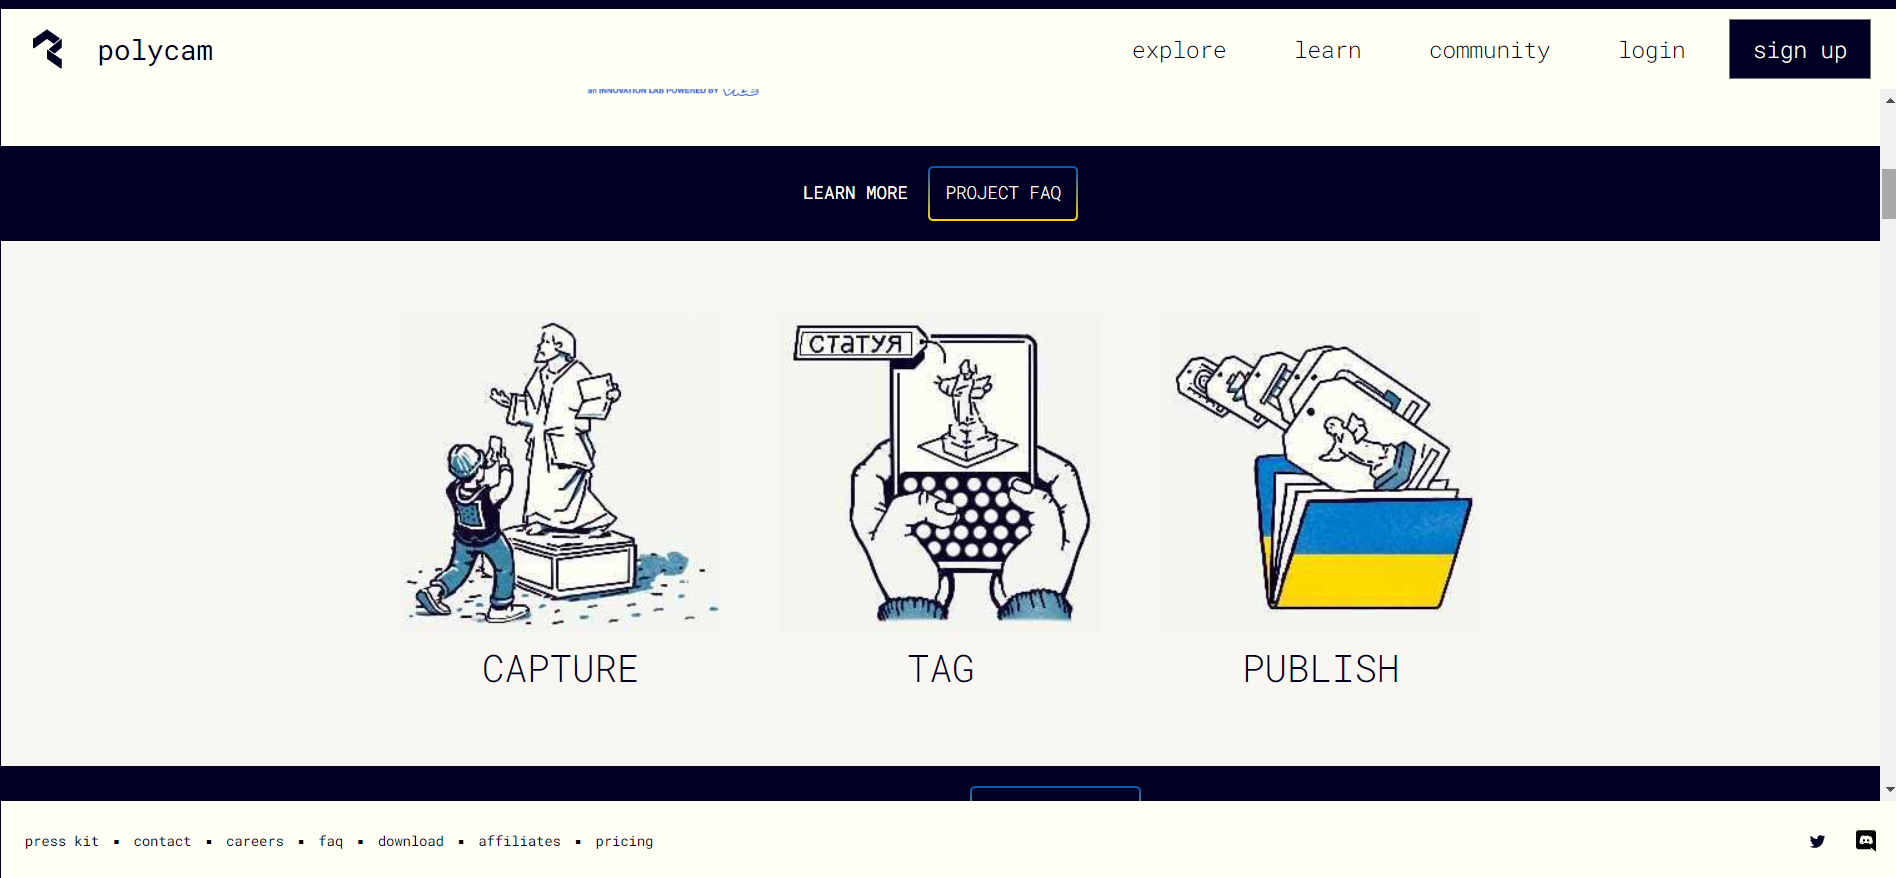 polycam
explore learn community login sign up
an INNOVATION LAB POWERED BY
LEARN MORE PROJECT FAQ
статуя
CAPTURE TAG PUBLISH
press kit ▪ contact ▪ careers ▪ faq ▪ download ▪ affiliates ▪ pricing